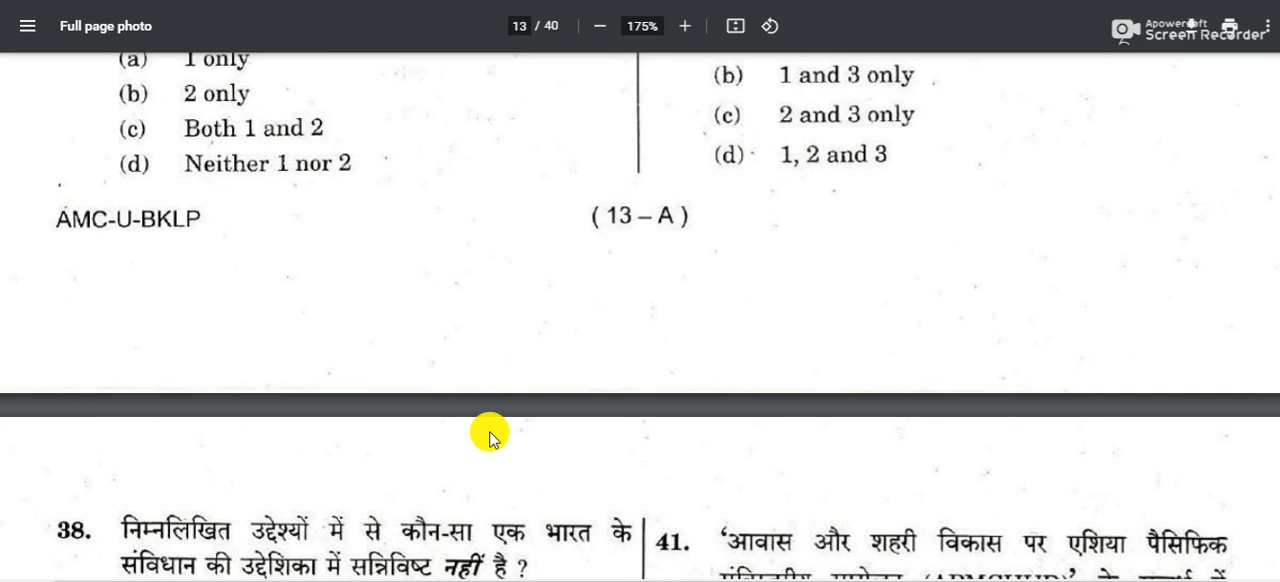 Full page photo
13 / 40
175%
Apowersoft
Screen Recorder
(a) 1 only
(b) 2 only
(c) Both 1 and 2
(d) Neither 1 nor 2
(b) 1 and 3 only
(c) 2 and 3 only
(d) 1, 2 and 3
AMC-U-BKLP
( 13 – A )
38. निम्नलिखित उद्देश्यों में से कौन-सा एक भारत के
संविधान की उद्देशिका में सन्निविष्ट नहीं है ?
41. ‘आवास और शहरी विकास पर एशिया पैसिफिक